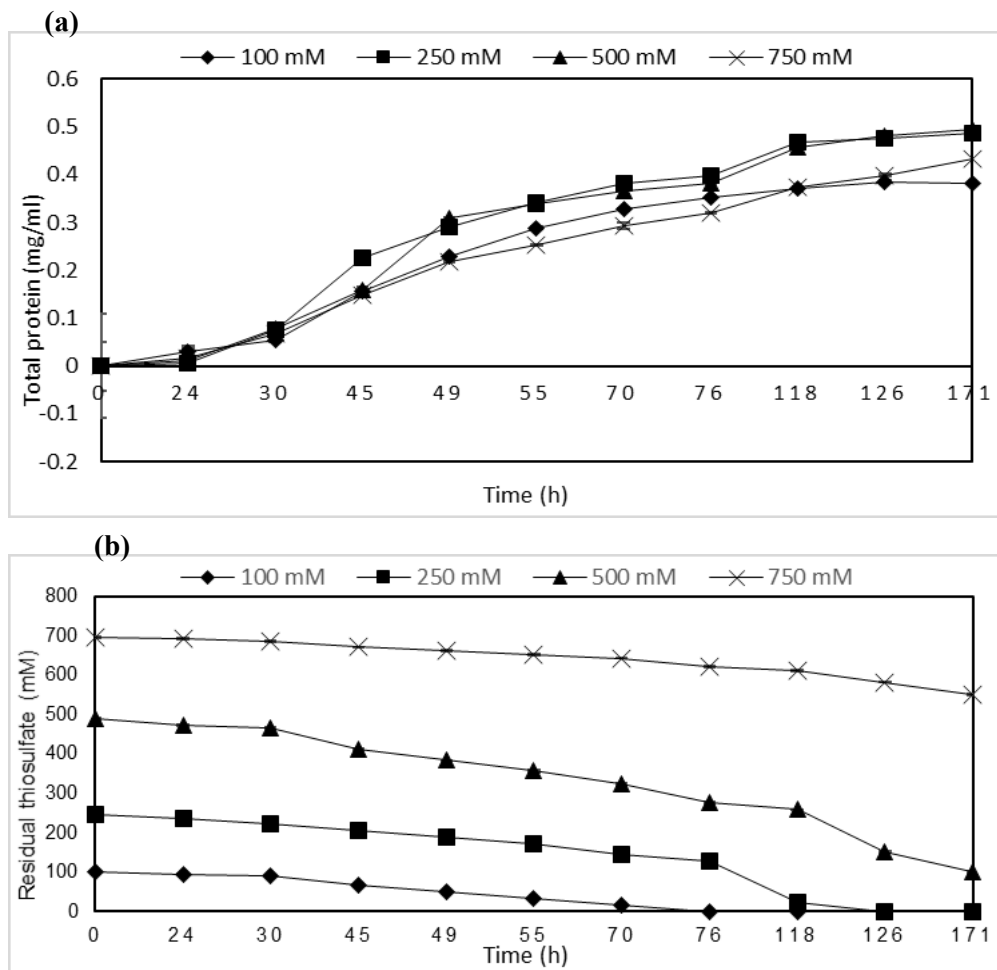 (a)
100 mM 250 mM 500 mM 750 mM
0.6
0.5
0.4
0.3
0.2
0.1
0
-0.1
-0.2
Total protein (mg/ml)
0 24 30 45 49 55 70 76 118 126 171
Time (h)
(b)
100 mM 250 mM 500 mM 750 mM
800
700
600
500
400
300
200
100
0
Residual thiosulfate (mM)
0 24 30 45 49 55 70 76 118 126 171
Time (h)